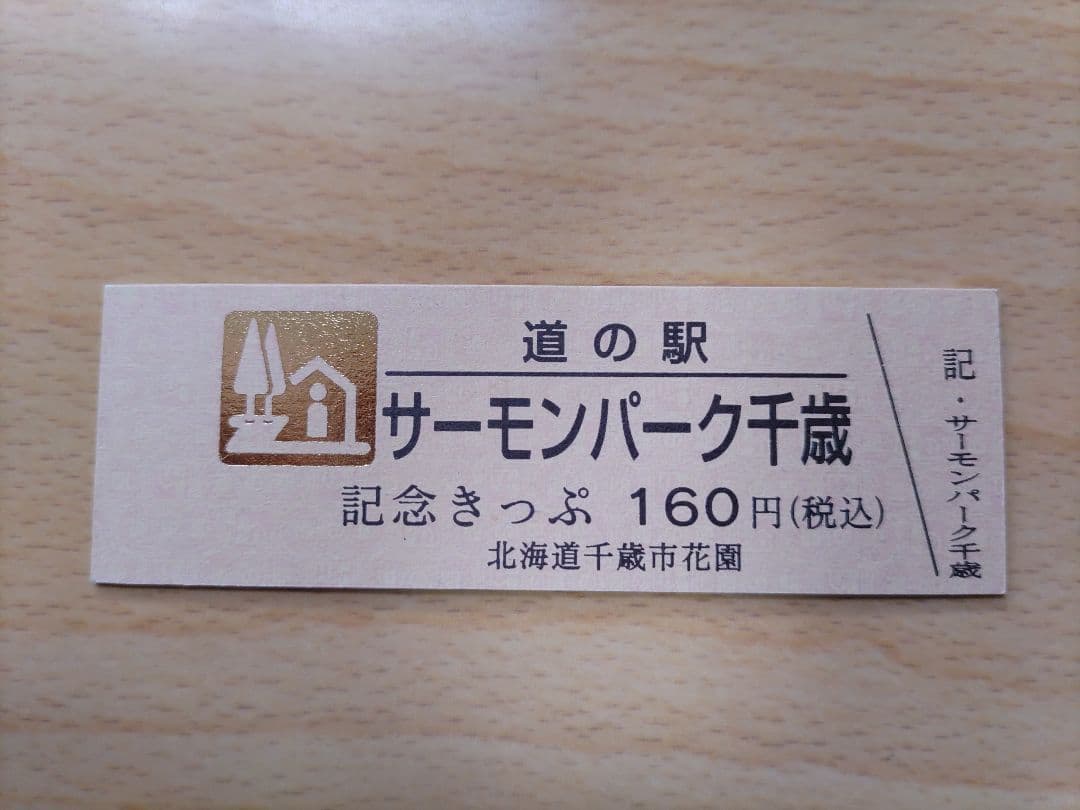 道の駅
サーモンパーク千歳
記念きっぷ 160円(税込)
北海道千歳市花園
記・サーモンパーク千歳